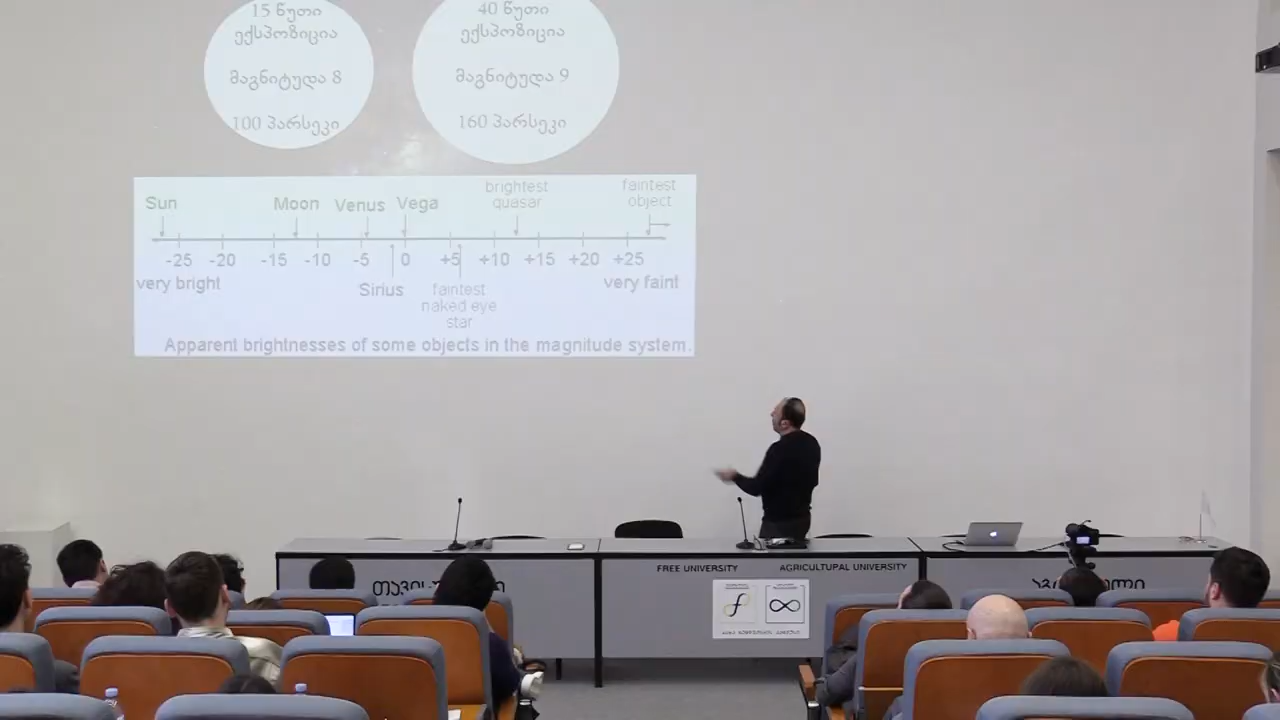 15 წუთი
ექსპოზიცია
მაგნიტუდა 8
100 პარსეკი
40 წუთი
ექსპოზიცია
მაგნიტუდა 9
160 პარსეკი
Sun Moon Venus Vega brightest quasar faintest object
-25 -20 -15 -10 -5 0 +5 +10 +15 +20 +25
very bright Sirius faintest naked eye star very faint
Apparent brightnesses of some objects in the magnitude system.
FREE UNIVERSITY AGRICULTUPAL UNIVERSITY